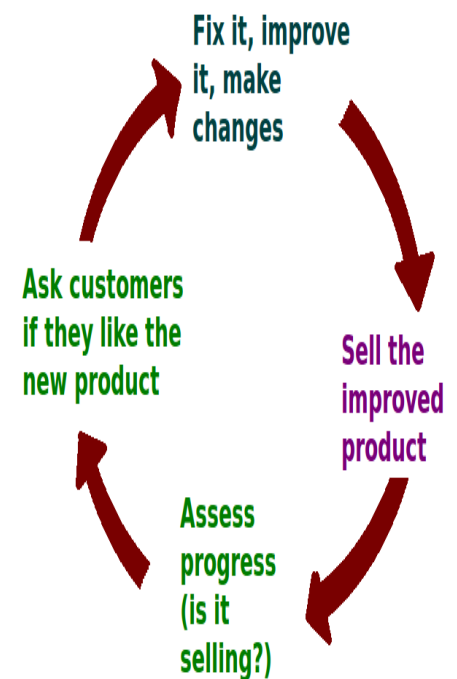 Fix it, improve
it, make
changes
Sell the
improved
product
Assess
progress
(is it
selling?)
Ask customers
if they like the
new product